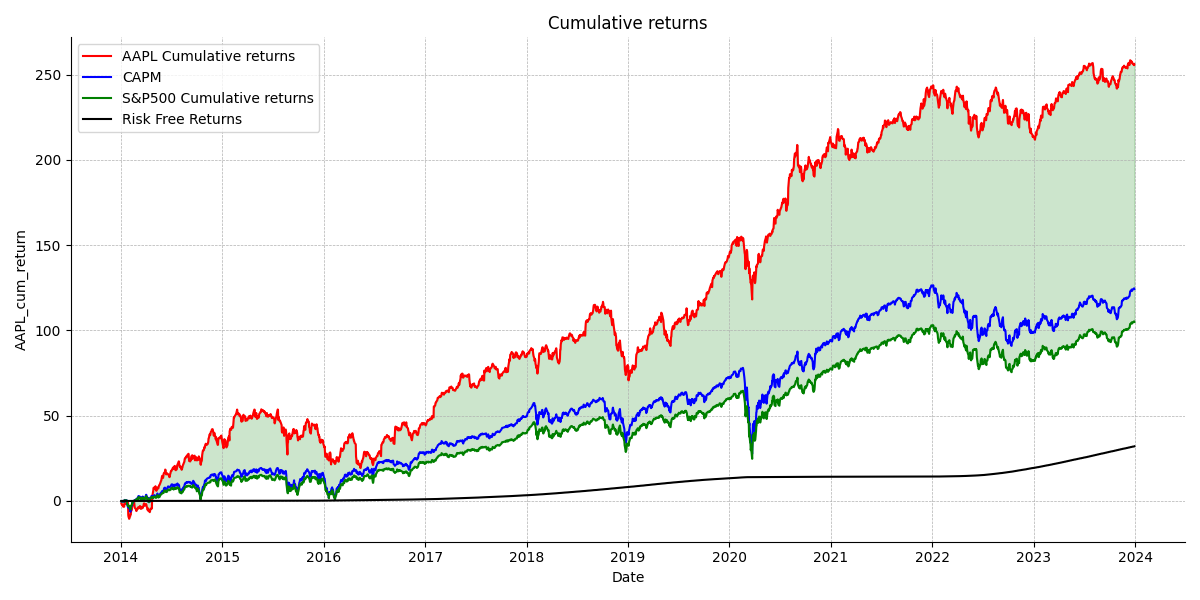 Cumulative returns
AAPL Cumulative returns
CAPM
S&P500 Cumulative returns
Risk Free Returns
250
200
150
100
50
0
AAPL_cum_return
2014 2015 2016 2017 2018 2019 2020 2021 2022 2023 2024
Date